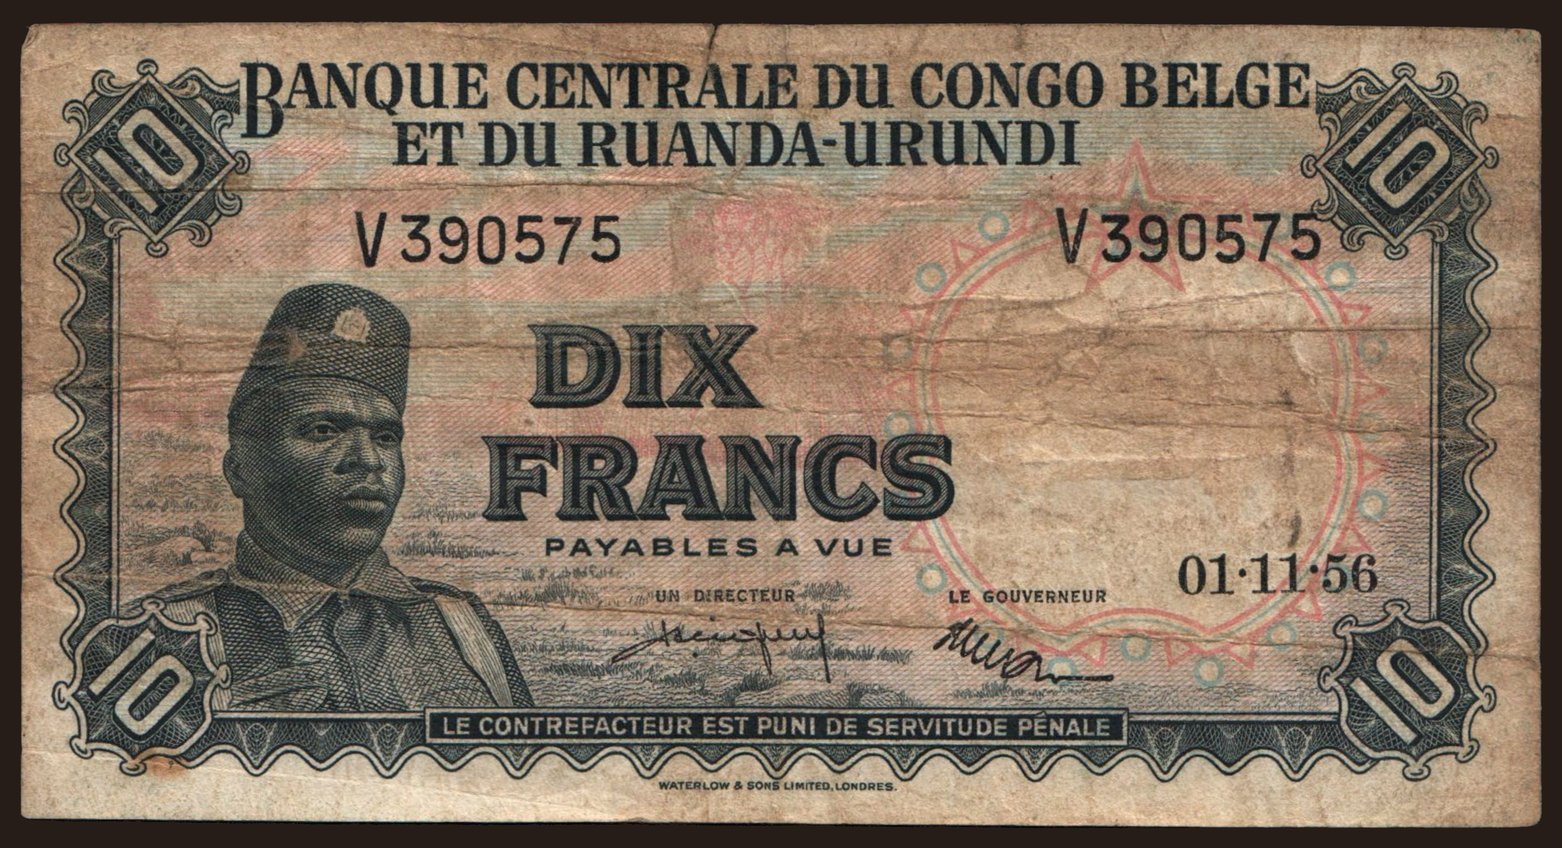 BANQUE CENTRALE DU CONGO BELGE
ET DU RUANDA-URUNDI
10
10
V390575
V390575
DIX
FRANCS
PAYABLES A VUE
01·11·56
UN DIRECTEUR
LE GOUVERNEUR
10
10
LE CONTREFACTEUR EST PUNI DE SERVITUDE PÉNALE
WATERLOW & SONS LIMITED, LONDRES.